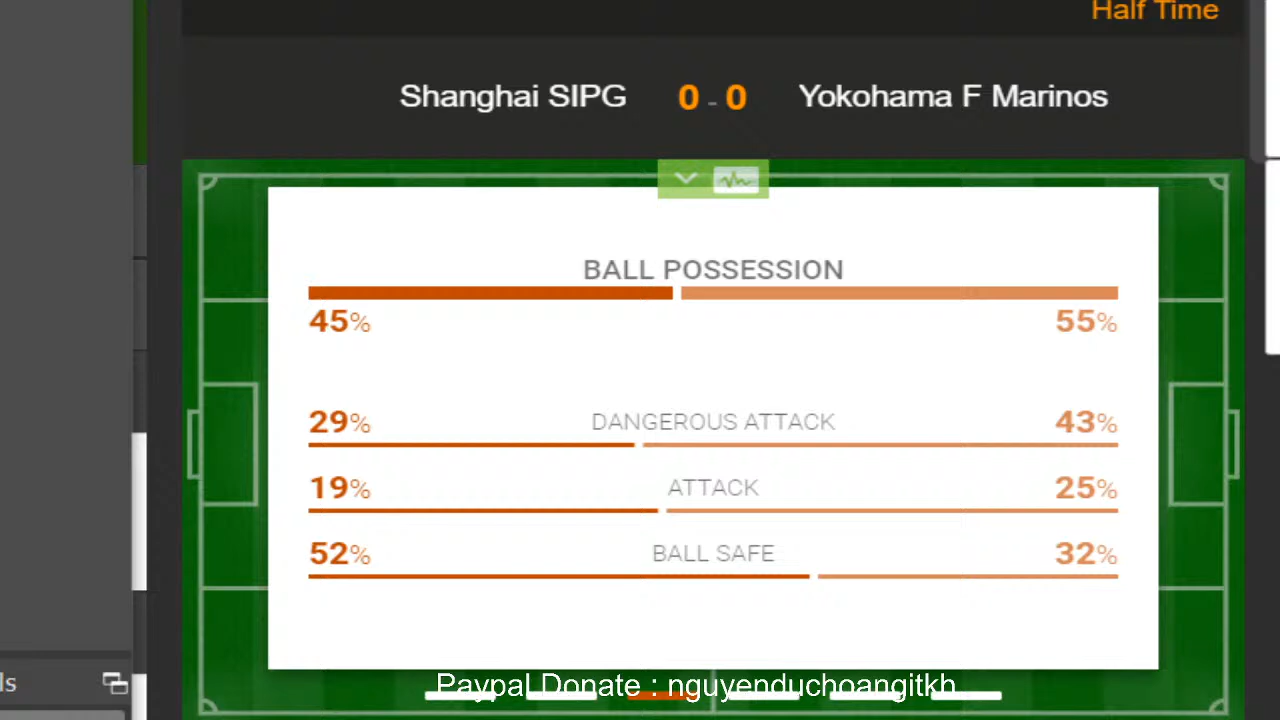 Half Time
Shanghai SIPG 0 - 0 Yokohama F Marinos
BALL POSSESSION
45% 55%
29% DANGEROUS ATTACK 43%
19% ATTACK 25%
52% BALL SAFE 32%
ls
Paypal Donate : nguyenduchoangitkh